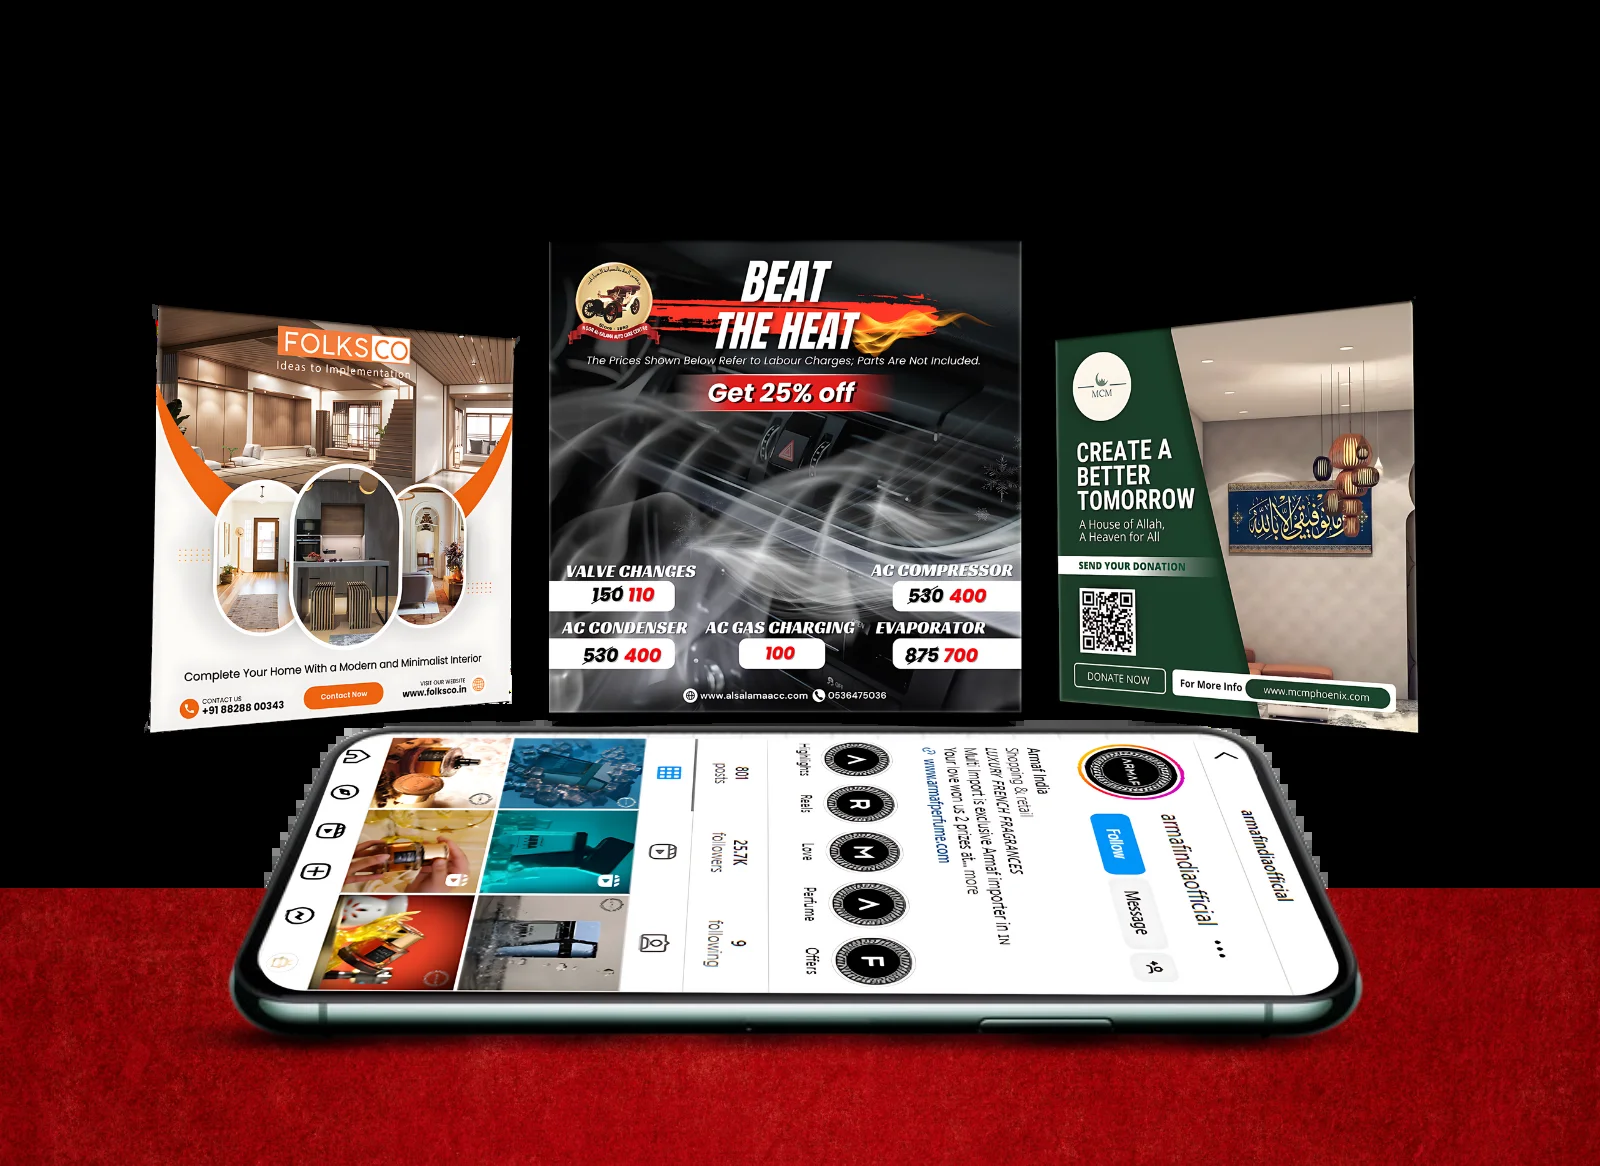 FOLKSCO
Ideas to Implementation
Complete Your Home With a Modern and Minimalist Interior
CONTACT US
+91 88288 00343
Contact Now
VISIT OUR WEBSITE
www.folksco.in
BEAT
THE HEAT
The Prices Shown Below Refer to Labour Charges; Parts Are Not Included.
Get 25% off
VALVE CHANGES
150 110
AC COMPRESSOR
530 400
AC CONDENSER
530 400
AC GAS CHARGING
100
EVAPORATOR
875 700
www.alsalamaacc.com
0536475036
MCM
CREATE A
BETTER
TOMORROW
A House of Allah,
A Heaven for All
SEND YOUR DONATION
DONATE NOW
For More Info
www.mcmphoenix.com
وما توفيقي إلا بالله
armafindiaofficial
ARMAF
armafindiaofficial
Follow
Message
Armaf India
Shopping & retail
LUXURY FRENCH FRAGRANCES
Multi Import is exclusive Armaf importer in IN
Your love won us 2 prizes at... more
www.armafperfume.com
A
R
M
A
F
Highlights
Reels
Love
Perfume
Offers
801
posts
25.7K
followers
9
following